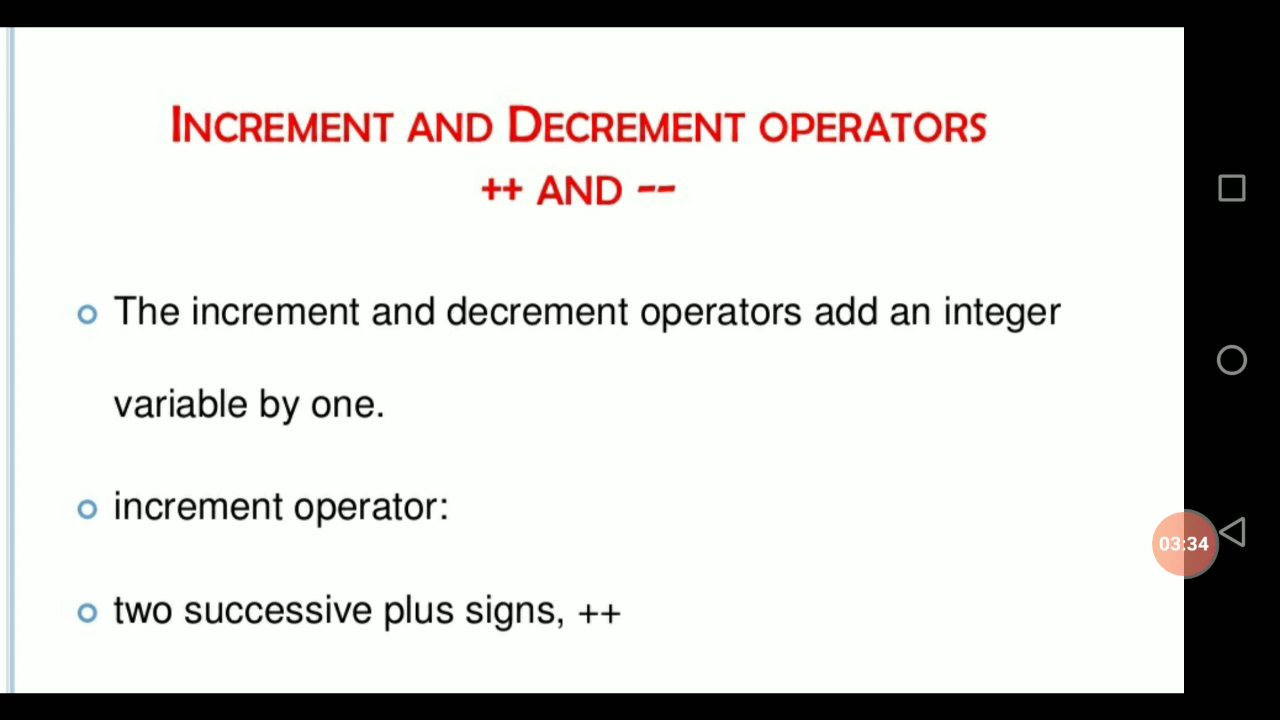 INCREMENT AND DECREMENT OPERATORS
++ AND --
The increment and decrement operators add an integer
variable by one.
increment operator:
two successive plus signs, ++
03:34